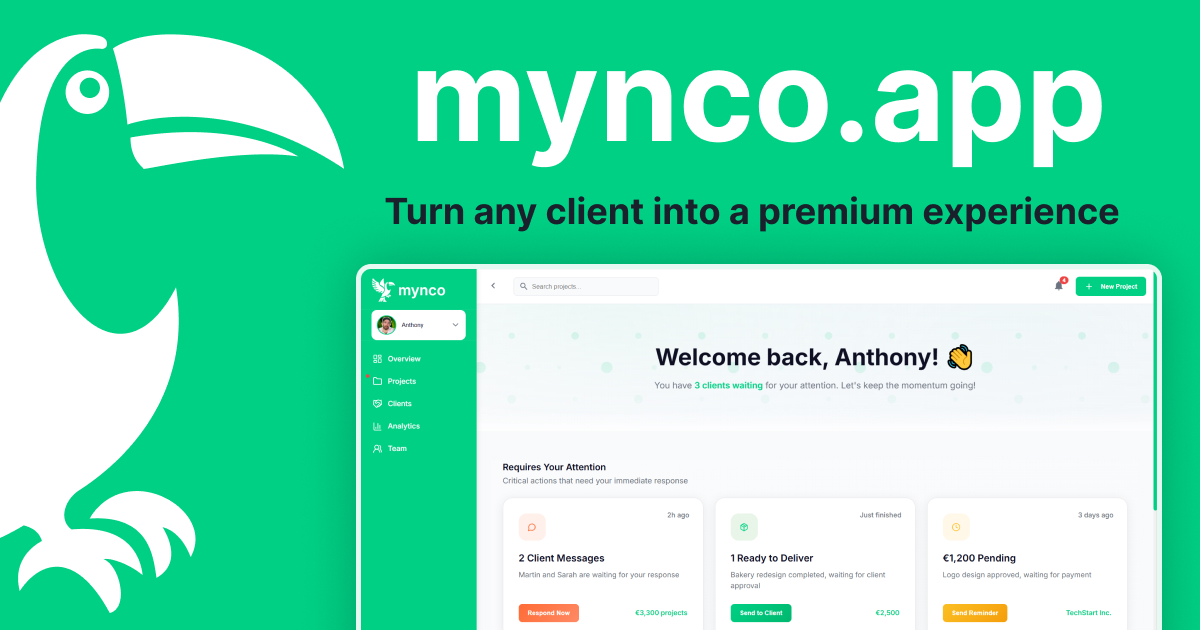 mynco.app
Turn any client into a premium experience
mynco
Search projects...
4
New Project
Anthony
Overview
Projects
Clients
Analytics
Team
Welcome back, Anthony! 👋
You have 3 clients waiting for your attention. Let's keep the momentum going!
Requires Your Attention
Critical actions that need your immediate response
2h ago
2 Client Messages
Martin and Sarah are waiting for your response
Respond Now
€3,300 projects
Just finished
1 Ready to Deliver
Bakery redesign completed, waiting for client
approval
Send to Client
€2,500
3 days ago
€1,200 Pending
Logo design approved, waiting for payment
Send Reminder
TechStart Inc.